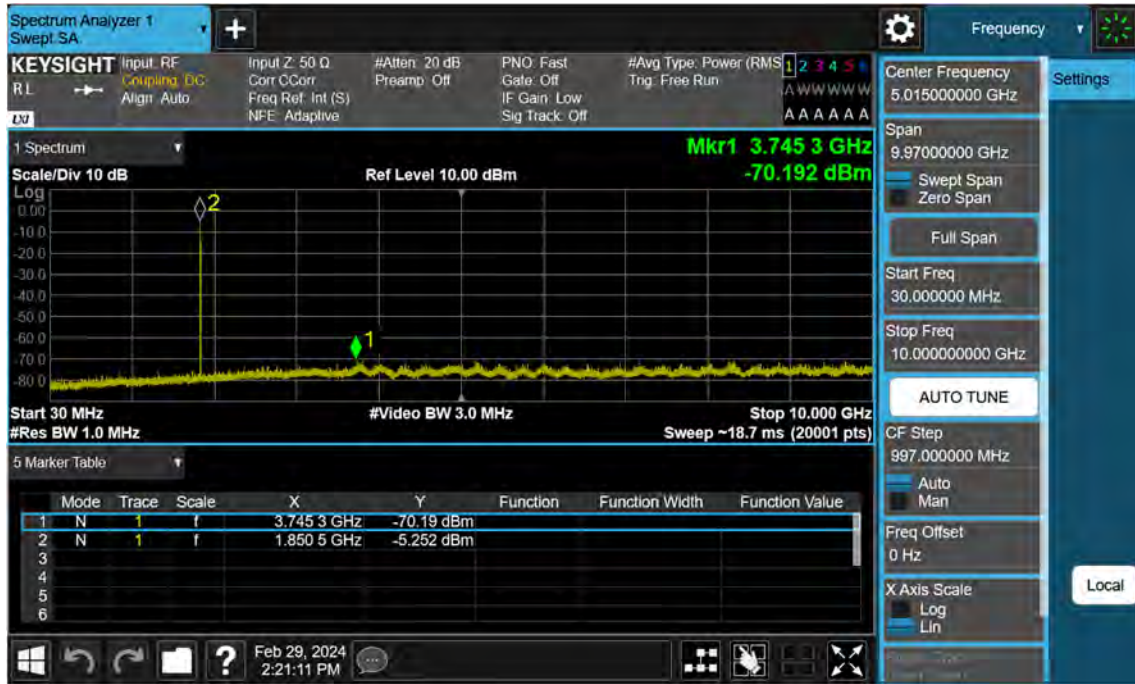 Spectrum Analyzer 1
Swept SA
+
Frequency
KEYSIGHT
RL
LXI
Input: RF
Coupling: DC
Align: Auto
Input Z: 50 Ω
Corr CCorr
Freq Ref: Int (S)
NFE: Adaptive
#Atten: 20 dB
Preamp: Off
PNO: Fast
Gate: Off
IF Gain: Low
Sig Track: Off
#Avg Type: Power (RMS
Trig: Free Run
1 2 3 4 5 6
A W W W W W
A A A A A A
1 Spectrum
Scale/Div 10 dB
Ref Level 10.00 dBm
Mkr1 3.745 3 GHz
-70.192 dBm
Log
0.00
-10.0
-20.0
-30.0
-40.0
-50.0
-60.0
-70.0
-80.0
2
1
Start 30 MHz
#Video BW 3.0 MHz
Stop 10.000 GHz
#Res BW 1.0 MHz
Sweep ~18.7 ms (20001 pts)
5 Marker Table
Mode Trace Scale X Y Function Function Width Function Value
1 N 1 f 3.745 3 GHz -70.19 dBm
2 N 1 f 1.850 5 GHz -5.252 dBm
3
4
5
6
?
Feb 29, 2024
2:21:11 PM
Center Frequency
5.015000000 GHz
Settings
Span
9.97000000 GHz
Swept Span
Zero Span
Full Span
Start Freq
30.000000 MHz
Stop Freq
10.000000000 GHz
AUTO TUNE
CF Step
997.000000 MHz
Auto
Man
Freq Offset
0 Hz
X Axis Scale
Log
Lin
Local